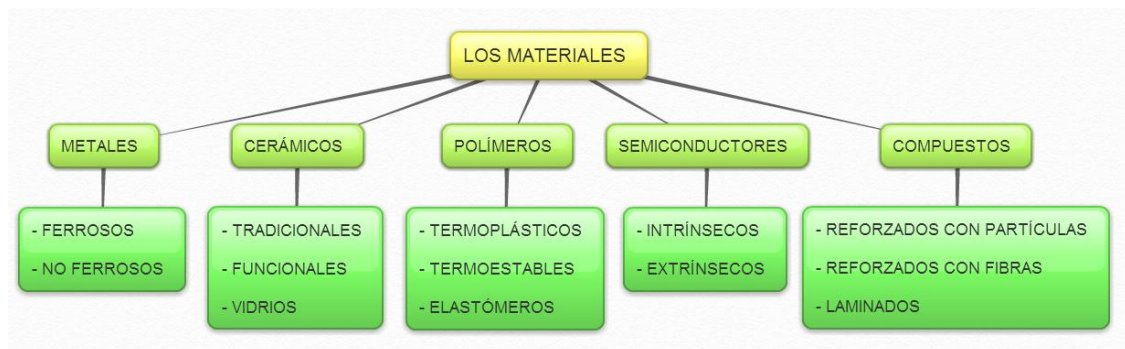 LOS MATERIALES
METALES
CERÁMICOS
POLÍMEROS
SEMICONDUCTORES
COMPUESTOS
- FERROSOS
- NO FERROSOS
- TRADICIONALES
- FUNCIONALES
- VIDRIOS
- TERMOPLÁSTICOS
- TERMOESTABLES
- ELASTÓMEROS
- INTRÍNSECOS
- EXTRÍNSECOS
- REFORZADOS CON PARTÍCULAS
- REFORZADOS CON FIBRAS
- LAMINADOS